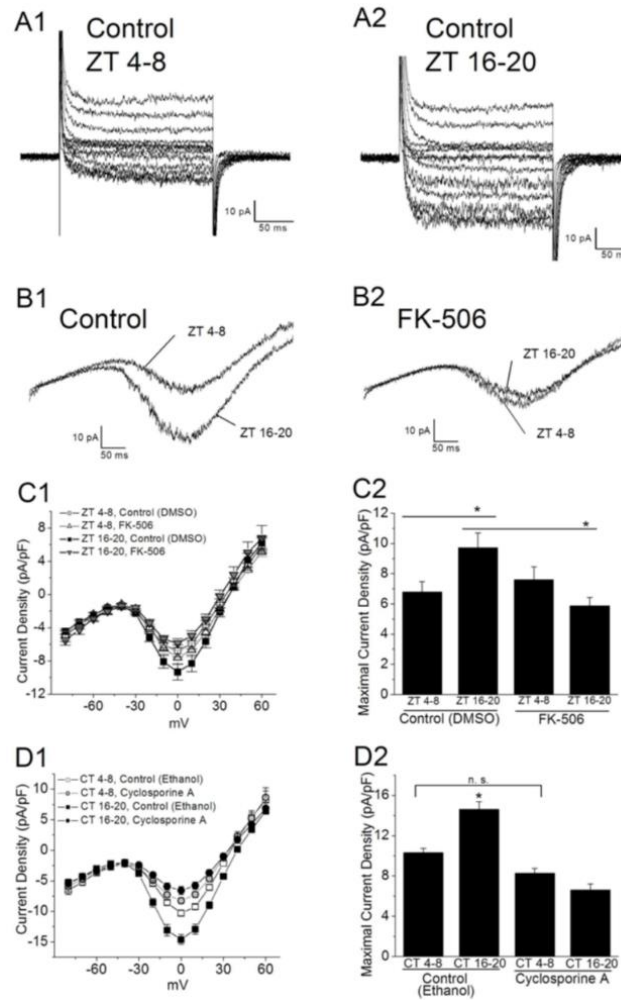 A1 Control
ZT 4-8
10 pA
50 ms
A2 Control
ZT 16-20
10 pA
50 ms
B1 Control
ZT 4-8
ZT 16-20
10 pA
50 ms
B2 FK-506
ZT 16-20
ZT 4-8
10 pA
50 ms
C1
ZT 4-8, Control (DMSO)
ZT 4-8, FK-506
ZT 16-20, Control (DMSO)
ZT 16-20, FK-506
Current Density (pA/pF)
8
4
0
-4
-8
-12
-60 -30 0 30 60
mV
C2
Maximal Current Density (pA/pF)
12
10
8
6
4
2
0
* *
ZT 4-8 ZT 16-20 ZT 4-8 ZT 16-20
Control (DMSO) FK-506
D1
CT 4-8, Control (Ethanol)
CT 4-8, Cyclosporine A
CT 16-20, Control (Ethanol)
CT 16-20, Cyclosporine A
Current Density (pA/pF)
10
5
0
-5
-10
-15
-60 -30 0 30 60
mV
D2
Maximal Current Density (pA/pF)
16
12
8
4
0
n. s.
*
CT 4-8 CT 16-20 CT 4-8 CT 16-20
Control Cyclosporine A
(Ethanol)